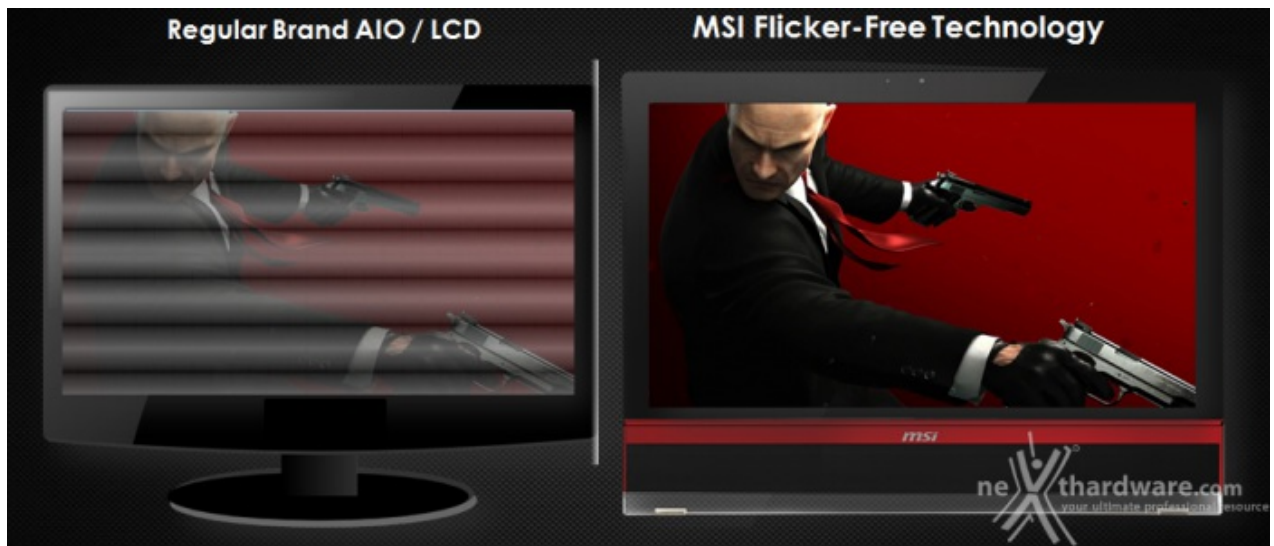 Regular Brand AIO / LCD
MSI Flicker-Free Technology
msi
neXthardware.com
your ultimate professional resource